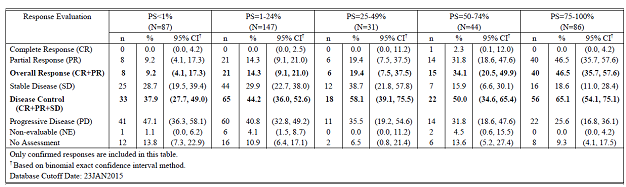 Response Evaluation PS<1% PS=1-24% PS=25-49% PS=50-74% PS=75-100%
(N=87) (N=147) (N=31) (N=44) (N=86)
n % 95% CI† n % 95% CI† n % 95% CI† n % 95% CI† n % 95% CI†
Complete Response (CR) 0 0.0 (0.0, 4.2) 0 0.0 (0.0, 2.5) 0 0.0 (0.0, 11.2) 1 2.3 (0.1, 12.0) 0 0.0 (0.0, 4.2)
Partial Response (PR) 8 9.2 (4.1, 17.3) 21 14.3 (9.1, 21.0) 6 19.4 (7.5, 37.5) 14 31.8 (18.6, 47.6) 40 46.5 (35.7, 57.6)
Overall Response (CR+PR) 8 9.2 (4.1, 17.3) 21 14.3 (9.1, 21.0) 6 19.4 (7.5, 37.5) 15 34.1 (20.5, 49.9) 40 46.5 (35.7, 57.6)
Stable Disease (SD) 25 28.7 (19.5, 39.4) 44 29.9 (22.7, 38.0) 12 38.7 (21.8, 57.8) 7 15.9 (6.6, 30.1) 16 18.6 (11.0, 28.4)
Disease Control 33 37.9 (27.7, 49.0) 65 44.2 (36.0, 52.6) 18 58.1 (39.1, 75.5) 22 50.0 (34.6, 65.4) 56 65.1 (54.1, 75.1)
(CR+PR+SD)
Progressive Disease (PD) 41 47.1 (36.3, 58.1) 60 40.8 (32.8, 49.2) 11 35.5 (19.2, 54.6) 14 31.8 (18.6, 47.6) 22 25.6 (16.8, 36.1)
Non-evaluable (NE) 1 1.1 (0.0, 6.2) 6 4.1 (1.5, 8.7) 0 0.0 (0.0, 11.2) 2 4.5 (0.6, 15.5) 0 0.0 (0.0, 4.2)
No Assessment 12 13.8 (7.3, 22.9) 16 10.9 (6.4, 17.1) 2 6.5 (0.8, 21.4) 6 13.6 (5.2, 27.4) 8 9.3 (4.1, 17.5)
Only confirmed responses are included in this table.
†Based on binomial exact confidence interval method.
Database Cutoff Date: 23JAN2015